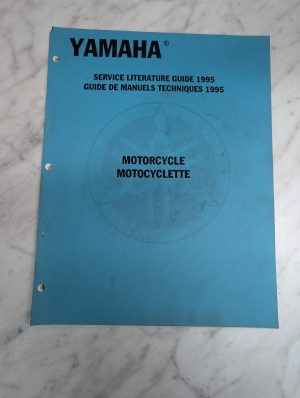 YAMAHA®
SERVICE LITERATURE GUIDE 1995
GUIDE DE MANUELS TECHNIQUES 1995
MOTORCYCLE
MOTOCYCLETTE